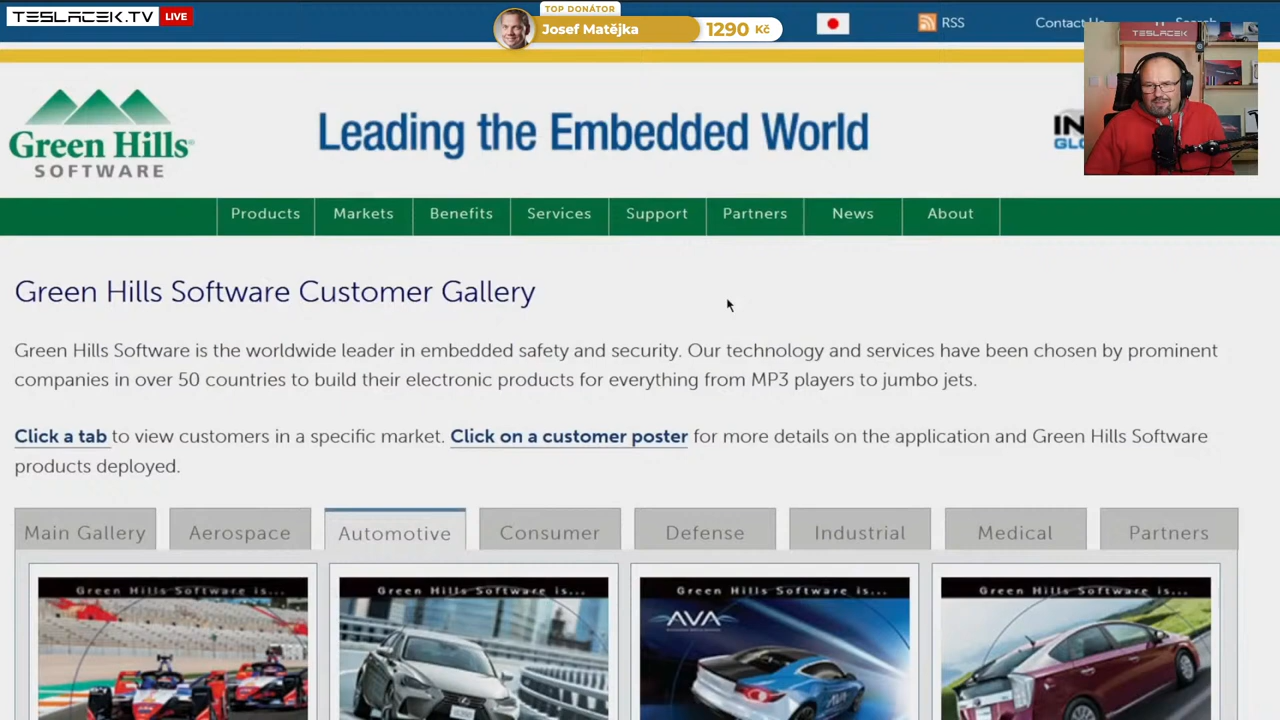 TESLACEK.TV LIVE
TOP DONÁTOR
Josef Matějka
1290 Kč
RSS
Contact Us
Search
TESLACEK
Green Hills®
SOFTWARE
Leading the Embedded World
Products
Markets
Benefits
Services
Support
Partners
News
About
Green Hills Software Customer Gallery
Green Hills Software is the worldwide leader in embedded safety and security. Our technology and services have been chosen by prominent
companies in over 50 countries to build their electronic products for everything from MP3 players to jumbo jets.
Click a tab to view customers in a specific market. Click on a customer poster for more details on the application and Green Hills Software
products deployed.
Main Gallery
Aerospace
Automotive
Consumer
Defense
Industrial
Medical
Partners
Green Hills Software is...
Green Hills Software is...
Green Hills Software is...
Green Hills Software is...
AVA
AVA